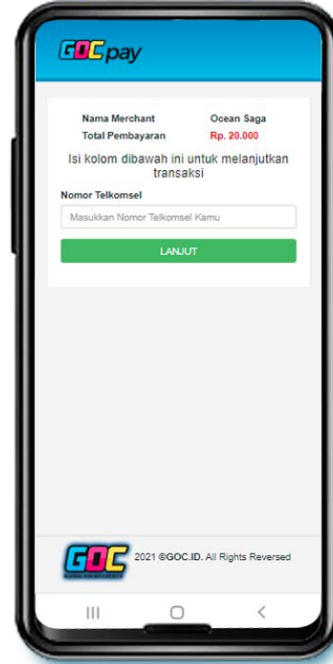 GOC pay
Nama Merchant Ocean Saga
Total Pembayaran Rp. 20.000
Isi kolom dibawah ini untuk melanjutkan
transaksi
Nomor Telkomsel
Masukkan Nomor Telkomsel Kamu
LANJUT
GOC
2021 ©GOC.ID. All Rights Reversed